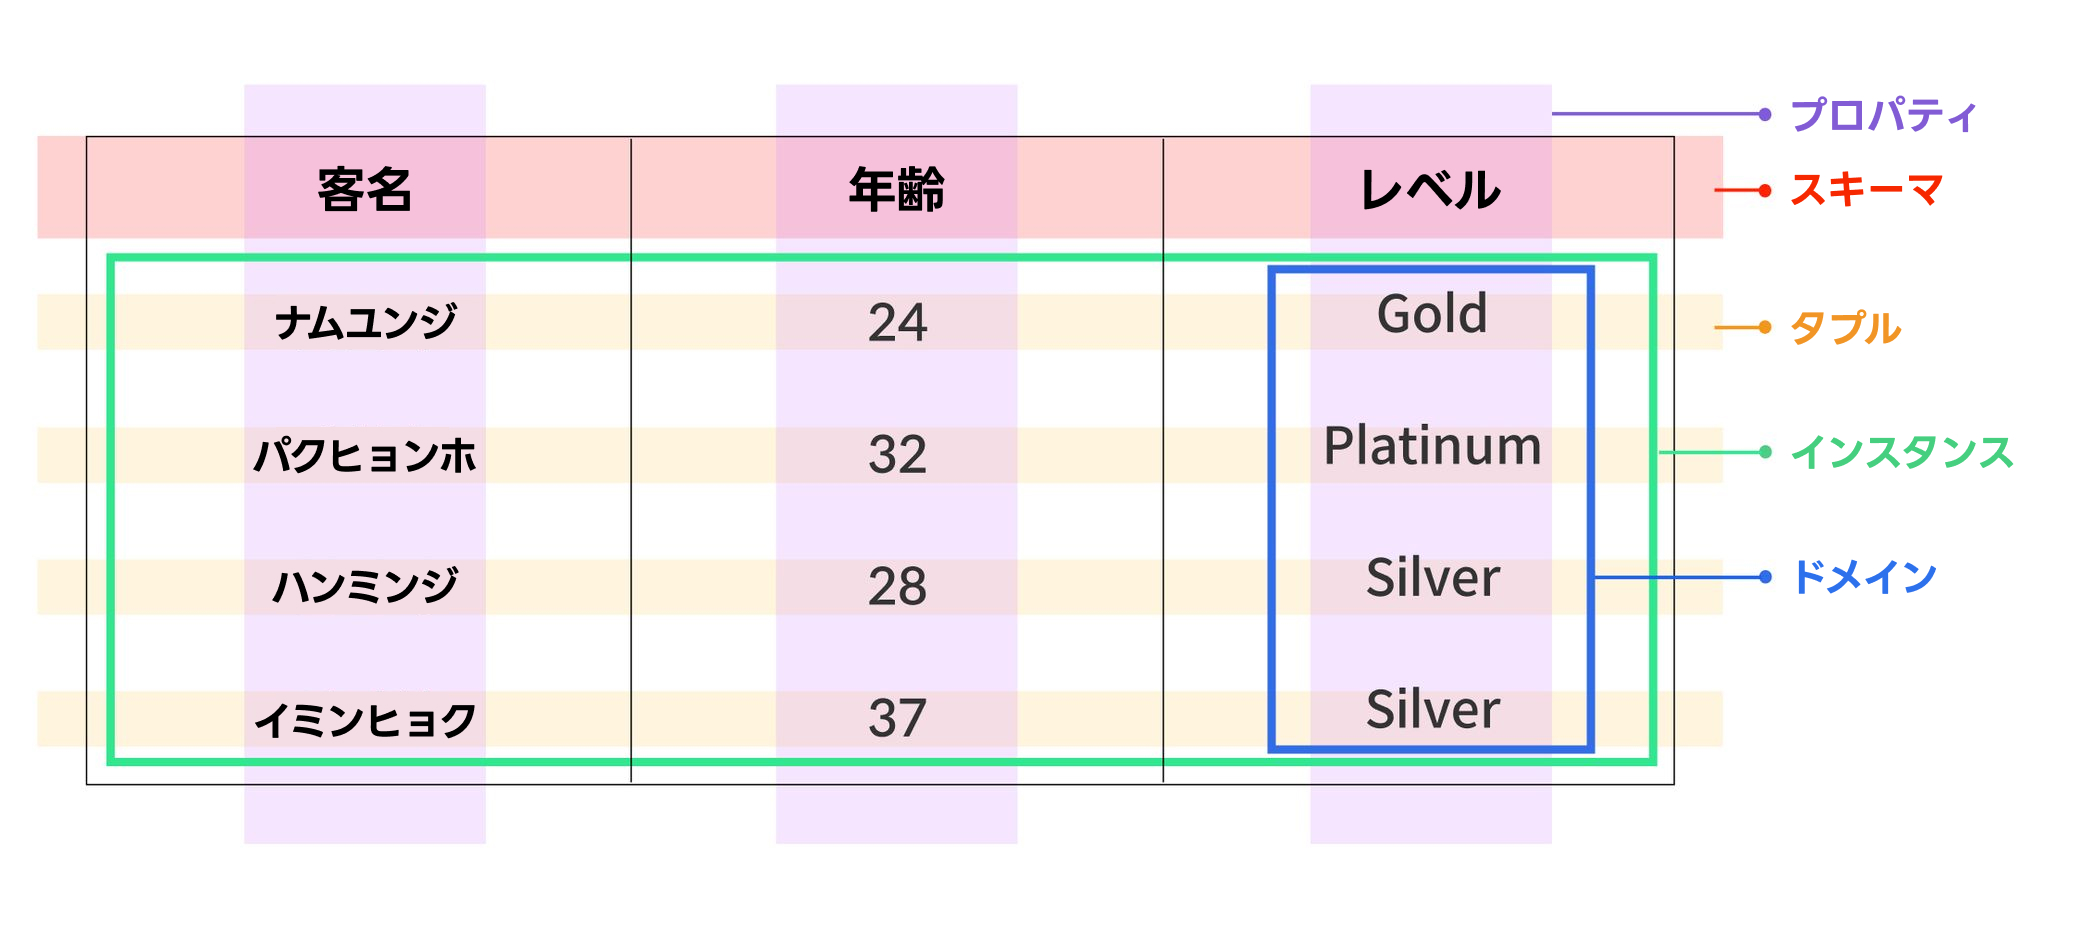 プロパティ
客名 年齢 レベル スキーマ
ナムユンジ 24 Gold タプル
パクヒョンホ 32 Platinum インスタンス
ハンミンジ 28 Silver ドメイン
イミンヒョク 37 Silver